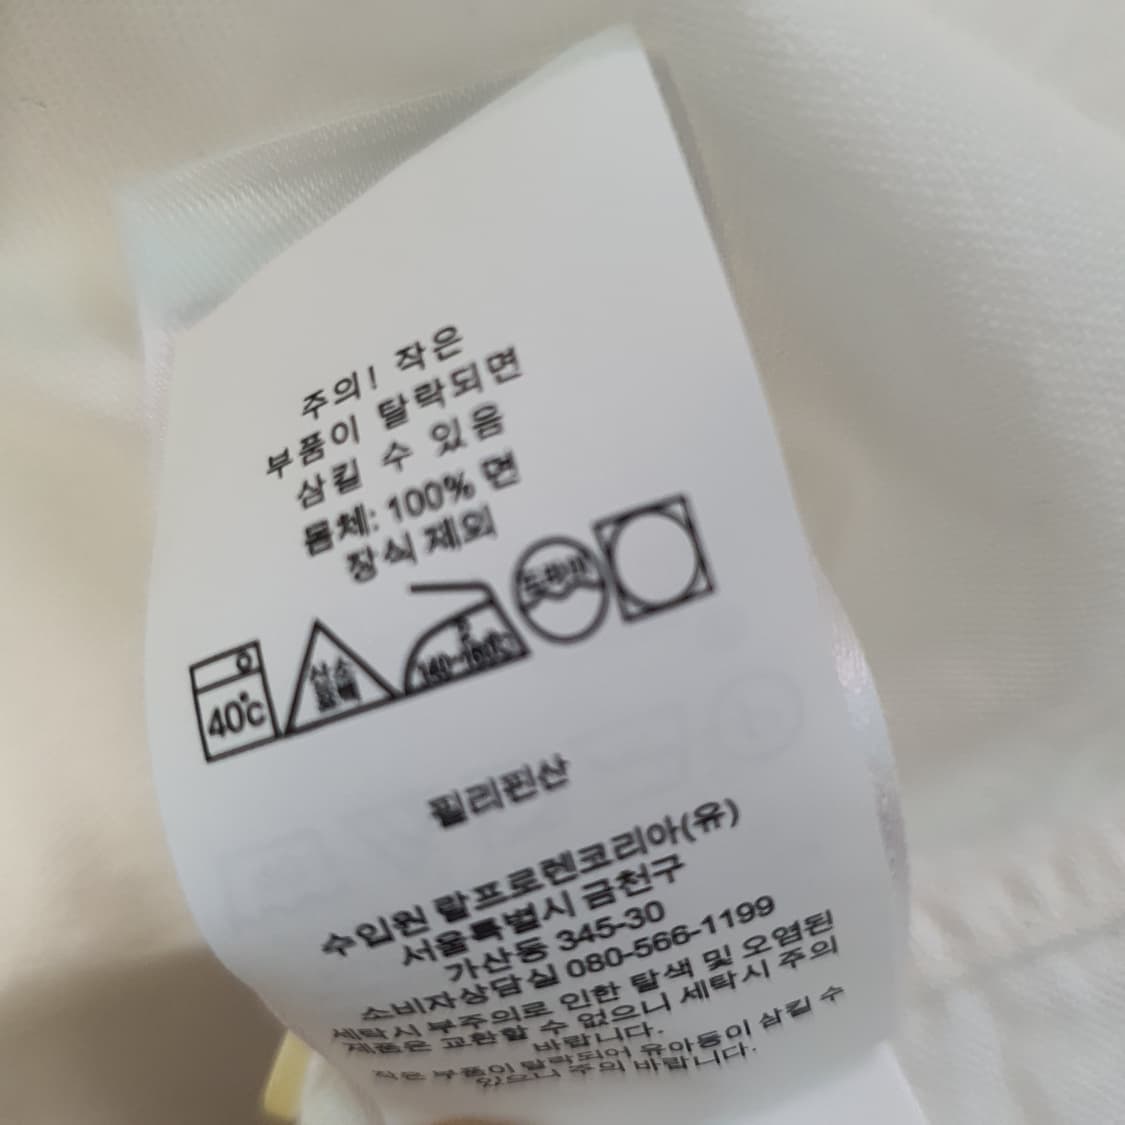 주의! 작은
부품이 탈락되면
삼킬 수 있음
몸체: 100% 면
장식 제외
40°C
산소
표백
140~160°C
드라이
필리핀산
수입원 랄프로렌코리아(유)
서울특별시 금천구
가산동 345-30
소비자상담실 080-566-1199
세탁시 부주의로 인한 탈색 및 오염된
제품은 교환할 수 없으니 세탁시 주의
바랍니다.
작은 부품이 탈락되어 유아등이 삼킬 수
있으니 주의 바랍니다.